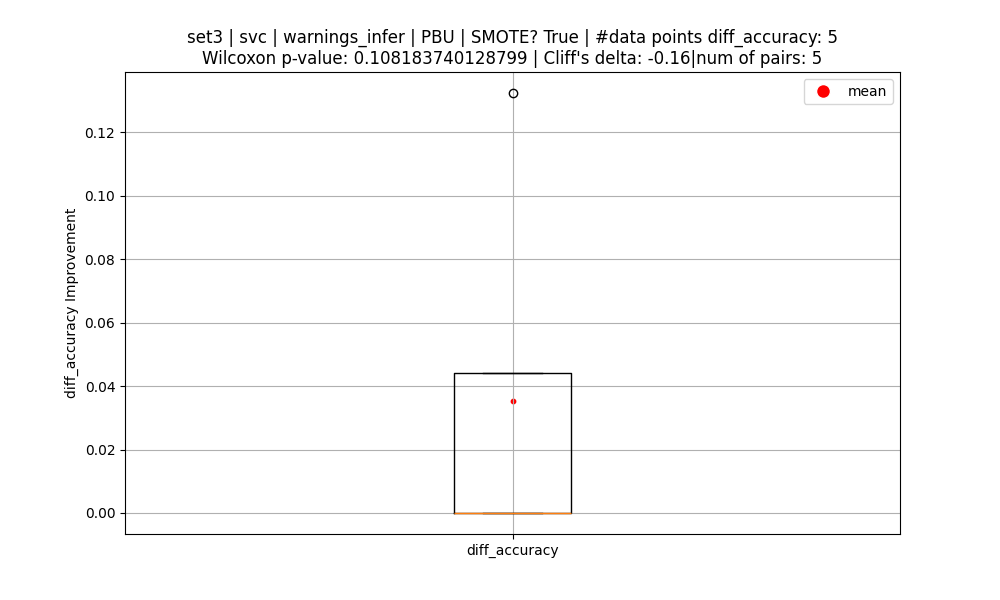 set3 | svc | warnings_infer | PBU | SMOTE? True | #data points diff_accuracy: 5
Wilcoxon p-value: 0.108183740128799 | Cliff's delta: -0.16|num of pairs: 5
mean
0.12
0.10
0.08
0.06
0.04
0.02
0.00
diff_accuracy Improvement
diff_accuracy